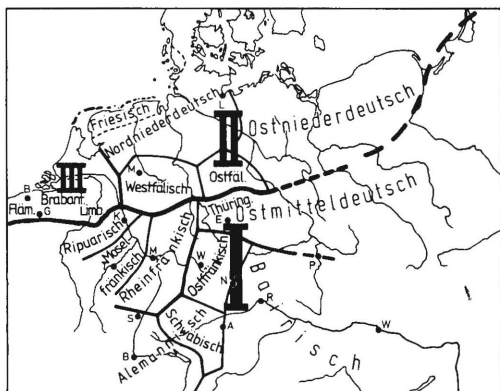 L
Friesisch
Nordniederdeutsch
Ostniederdeutsch
II
III
M
Westfälisch
Ostfäl.
B
Brabant.
Fläm.
G
Limb.
K
Thüring.
E
Ostmitteldeutsch
Ripuarisch
Mosel-
fränkisch
M
Rheinfränkisch
W
Ostfränkisch
I
N
P
Bairisch
R
S
Schwäbisch
A
W
B
Alemannisch